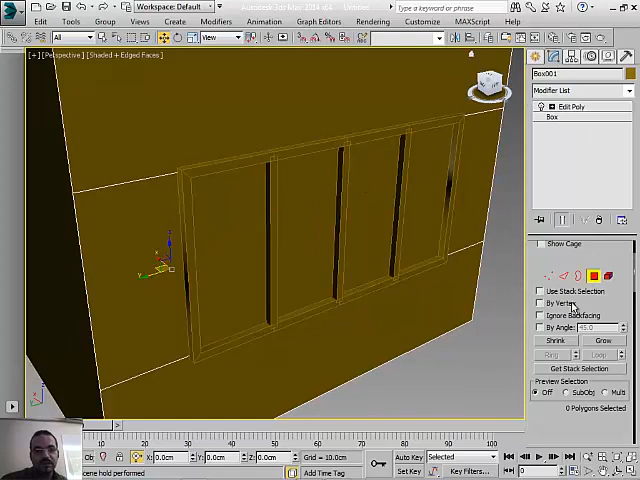 Workspace: Default
Autodesk 3ds Max
Untitled
Type a keyword or phrase
Edit Tools Group Views Create Modifiers Animation Graph Editors Rendering Customize MAXScript Help
All View
[+] [Perspective] [Shaded + Edged Faces]
Box001
Modifier List
Edit Poly
Box
Show Cage
Use Stack Selection
By Vertex
Ignore Backfacing
By Angle: 45.0
Shrink Grow
Ring Loop
Get Stack Selection
Preview Selection
Off SubObj Multi
0 Polygons Selected
20 30 40 50 60 70 80 90 100
X: 0.0cm Y: 0.0cm Z: 0.0cm Grid = 10.0cm Auto Key Selected
cene hold performed Add Time Tag Set Key Key Filters... 0